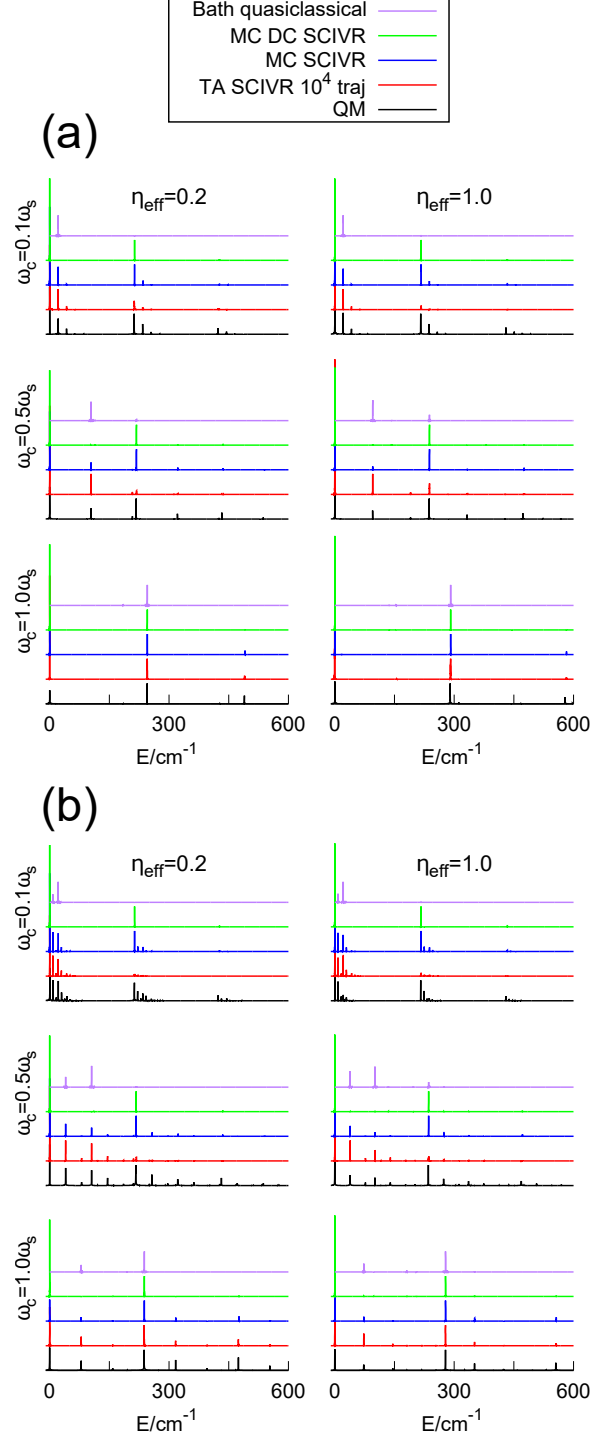 Bath quasiclassical
MC DC SCIVR
MC SCIVR
TA SCIVR 10⁴ traj
QM
(a)
η_eff=0.2 η_eff=1.0
ω_c=0.1ω_s
ω_c=0.5ω_s
ω_c=1.0ω_s
0 300 600 0 300 600
E/cm⁻¹ E/cm⁻¹
(b)
η_eff=0.2 η_eff=1.0
ω_c=0.1ω_s
ω_c=0.5ω_s
ω_c=1.0ω_s
0 300 600 0 300 600
E/cm⁻¹ E/cm⁻¹